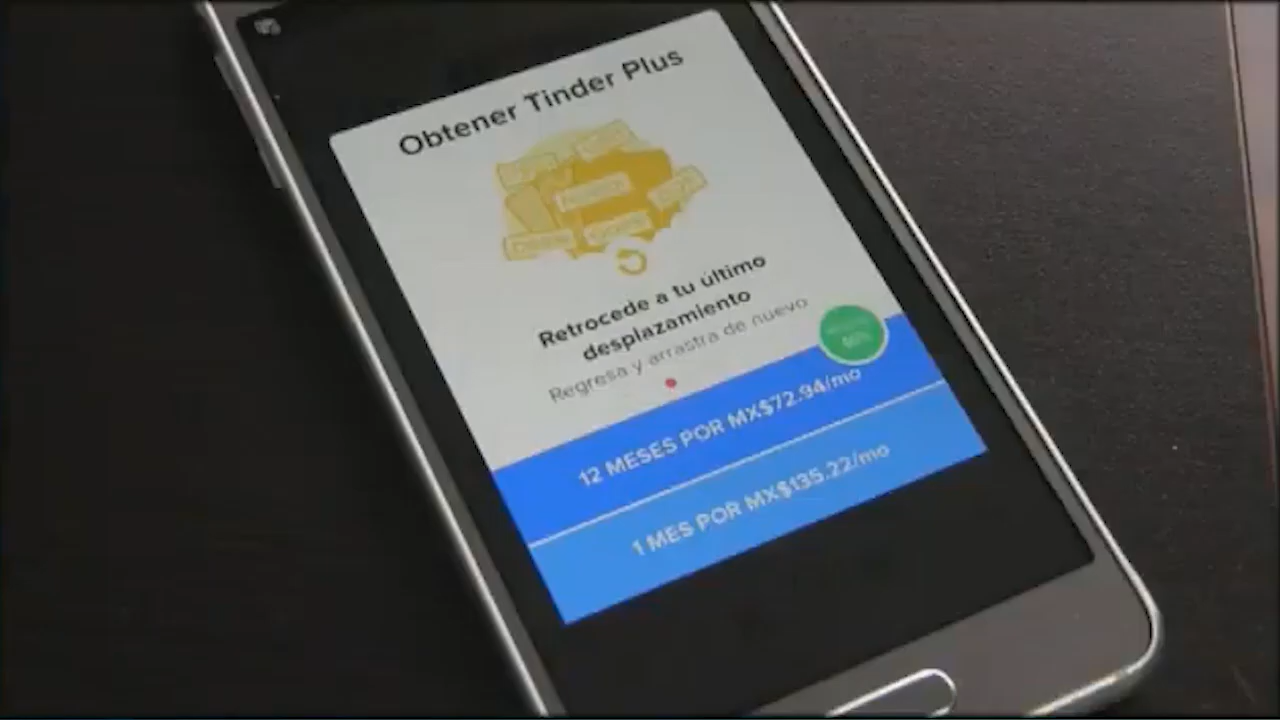 Obtener Tinder Plus
Retrocede a tu último
desplazamiento
Regresa y arrastra de nuevo
12 MESES POR MX$72.94/mo
1 MES POR MX$135.22/mo